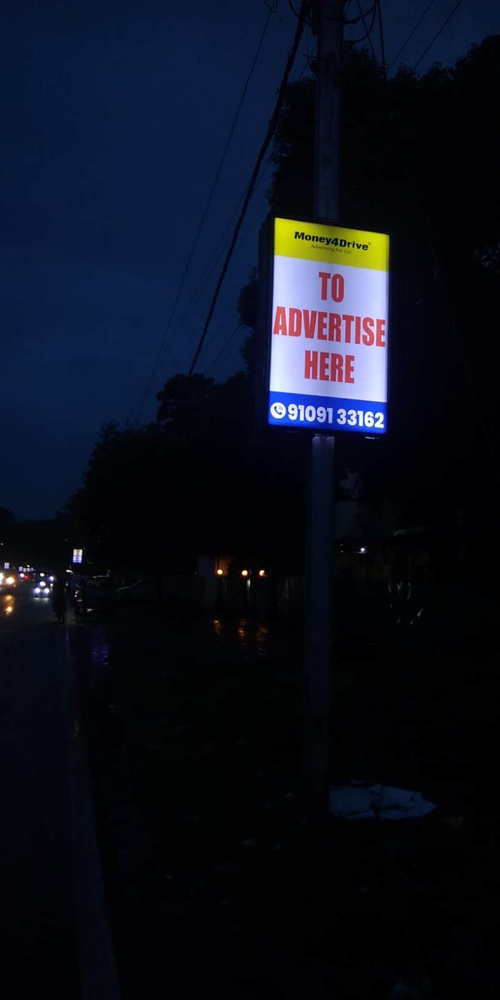 Money4Drive®
Advertising Pvt. Ltd.
TO
ADVERTISE
HERE
91091 33162